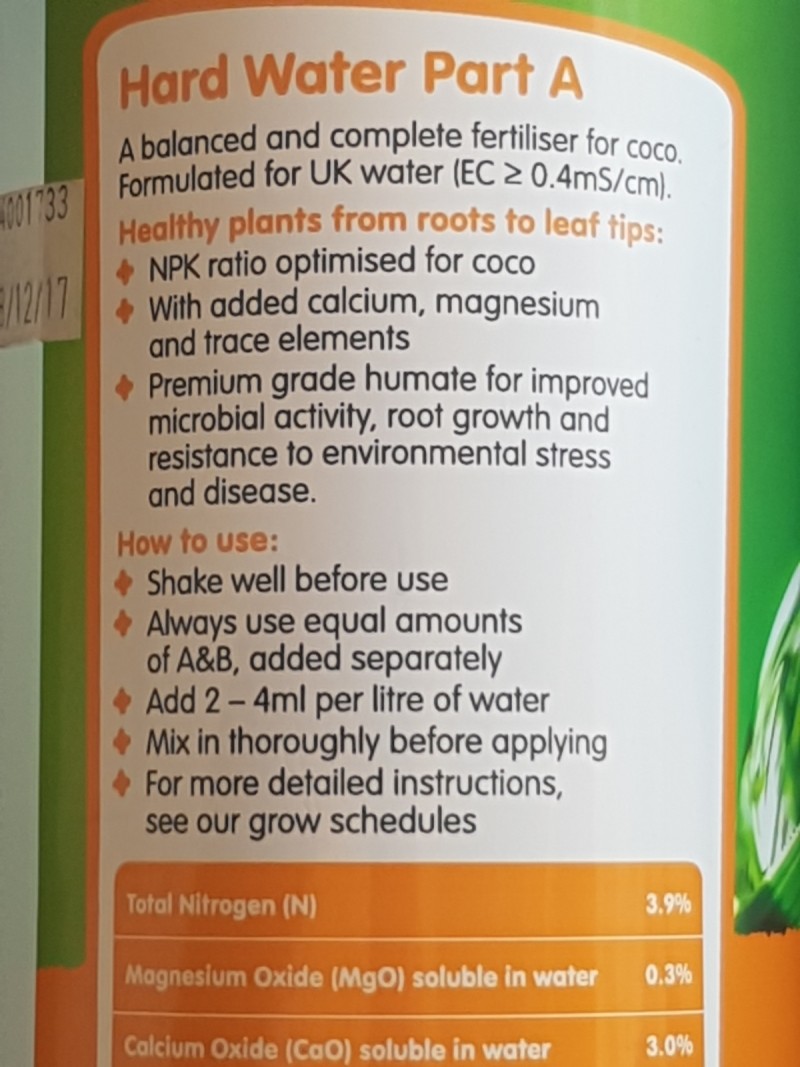 Hard Water Part A
A balanced and complete fertiliser for coco.
Formulated for UK water (EC ≥ 0.4mS/cm).
Healthy plants from roots to leaf tips:
NPK ratio optimised for coco
With added calcium, magnesium
and trace elements
Premium grade humate for improved
microbial activity, root growth and
resistance to environmental stress
and disease.
How to use:
Shake well before use
Always use equal amounts
of A&B, added separately
Add 2 – 4ml per litre of water
Mix in thoroughly before applying
For more detailed instructions,
see our grow schedules
Total Nitrogen (N) 3.9%
Magnesium Oxide (MgO) soluble in water 0.3%
Calcium Oxide (CaO) soluble in water 3.0%
001733
/12/17